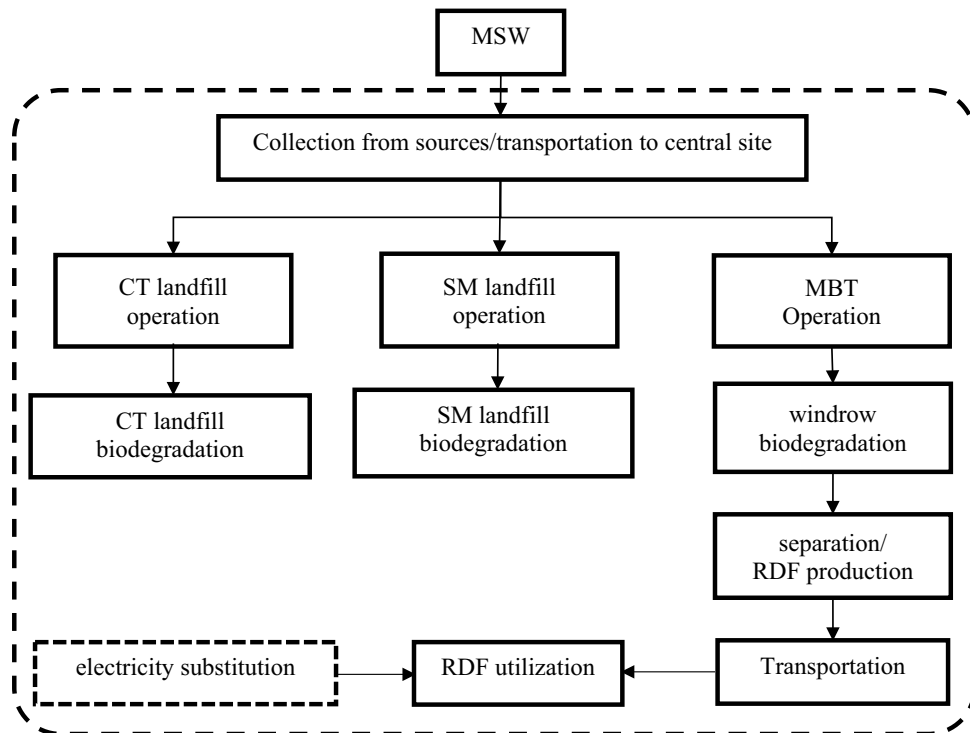 MSW
Collection from sources/transportation to central site
CT landfill
operation
SM landfill
operation
MBT
Operation
CT landfill
biodegradation
SM landfill
biodegradation
windrow
biodegradation
separation/
RDF production
electricity substitution
RDF utilization
Transportation